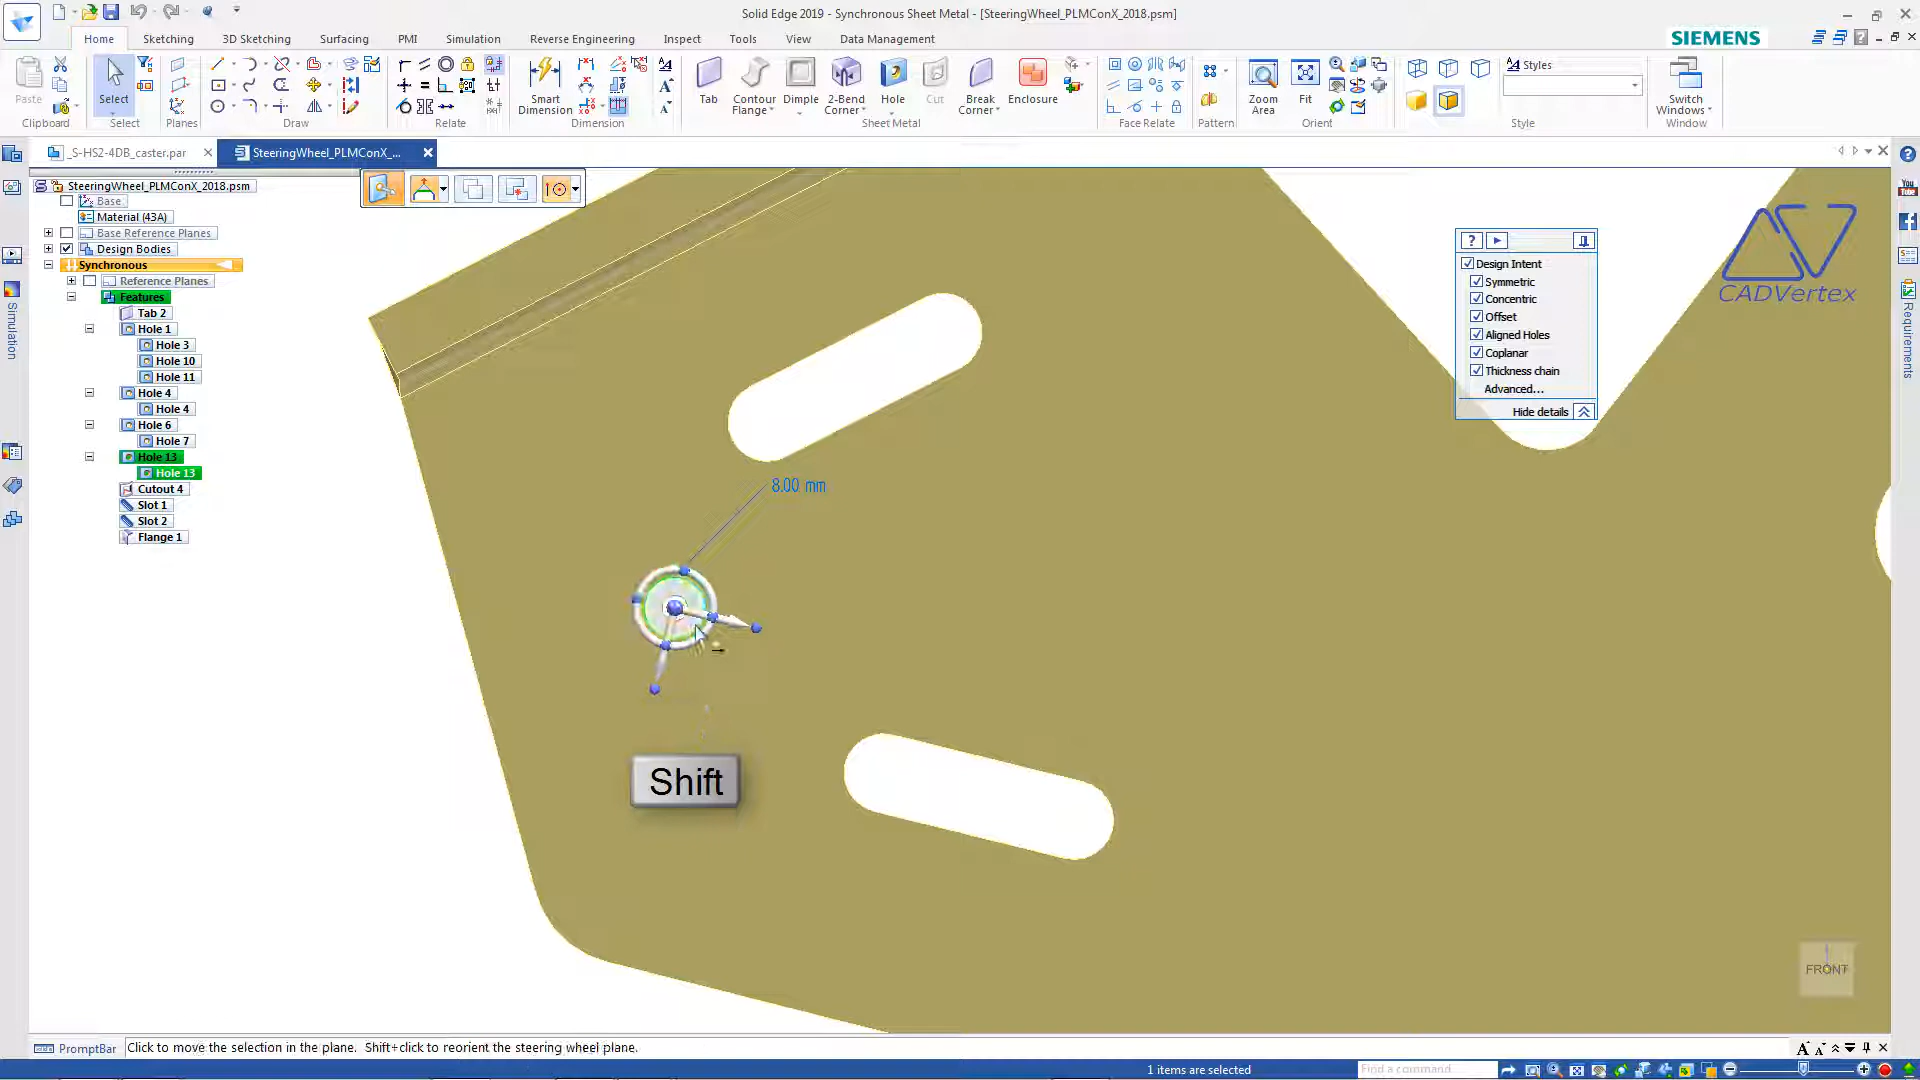 Solid Edge 2019 - Synchronous Sheet Metal - [SteeringWheel_PLMConX_2018.psm]
Home
Sketching
3D Sketching
Surfacing
PMI
Simulation
Reverse Engineering
Inspect
Tools
View
Data Management
SIEMENS
Paste
Select
Smart
Dimension
Tab
Contour
Flange
Dimple
2-Bend
Corner
Hole
Cut
Break
Corner
Enclosure
Zoom
Area
Fit
Styles
Switch
Windows
Clipboard
Select
Planes
Draw
Relate
Dimension
Sheet Metal
Face Relate
Pattern
Orient
Style
Window
_S-HS2-4DB_caster.par
SteeringWheel_PLMConX_...
SteeringWheel_PLMConX_2018.psm
Base
Material (43A)
Base Reference Planes
Design Bodies
Synchronous
Reference Planes
Features
Tab 2
Hole 1
Hole 3
Hole 10
Hole 11
Hole 4
Hole 4
Hole 6
Hole 7
Hole 13
Hole 13
Cutout 4
Slot 1
Slot 2
Flange 1
Simulation
8.00 mm
Shift
Design Intent
Symmetric
Concentric
Offset
Aligned Holes
Coplanar
Thickness chain
Advanced...
Hide details
CADVertex
You
Tube
Requirements
FRONT
PromptBar
Click to move the selection in the plane. Shift+click to reorient the steering wheel plane.
1 items are selected
Find a command